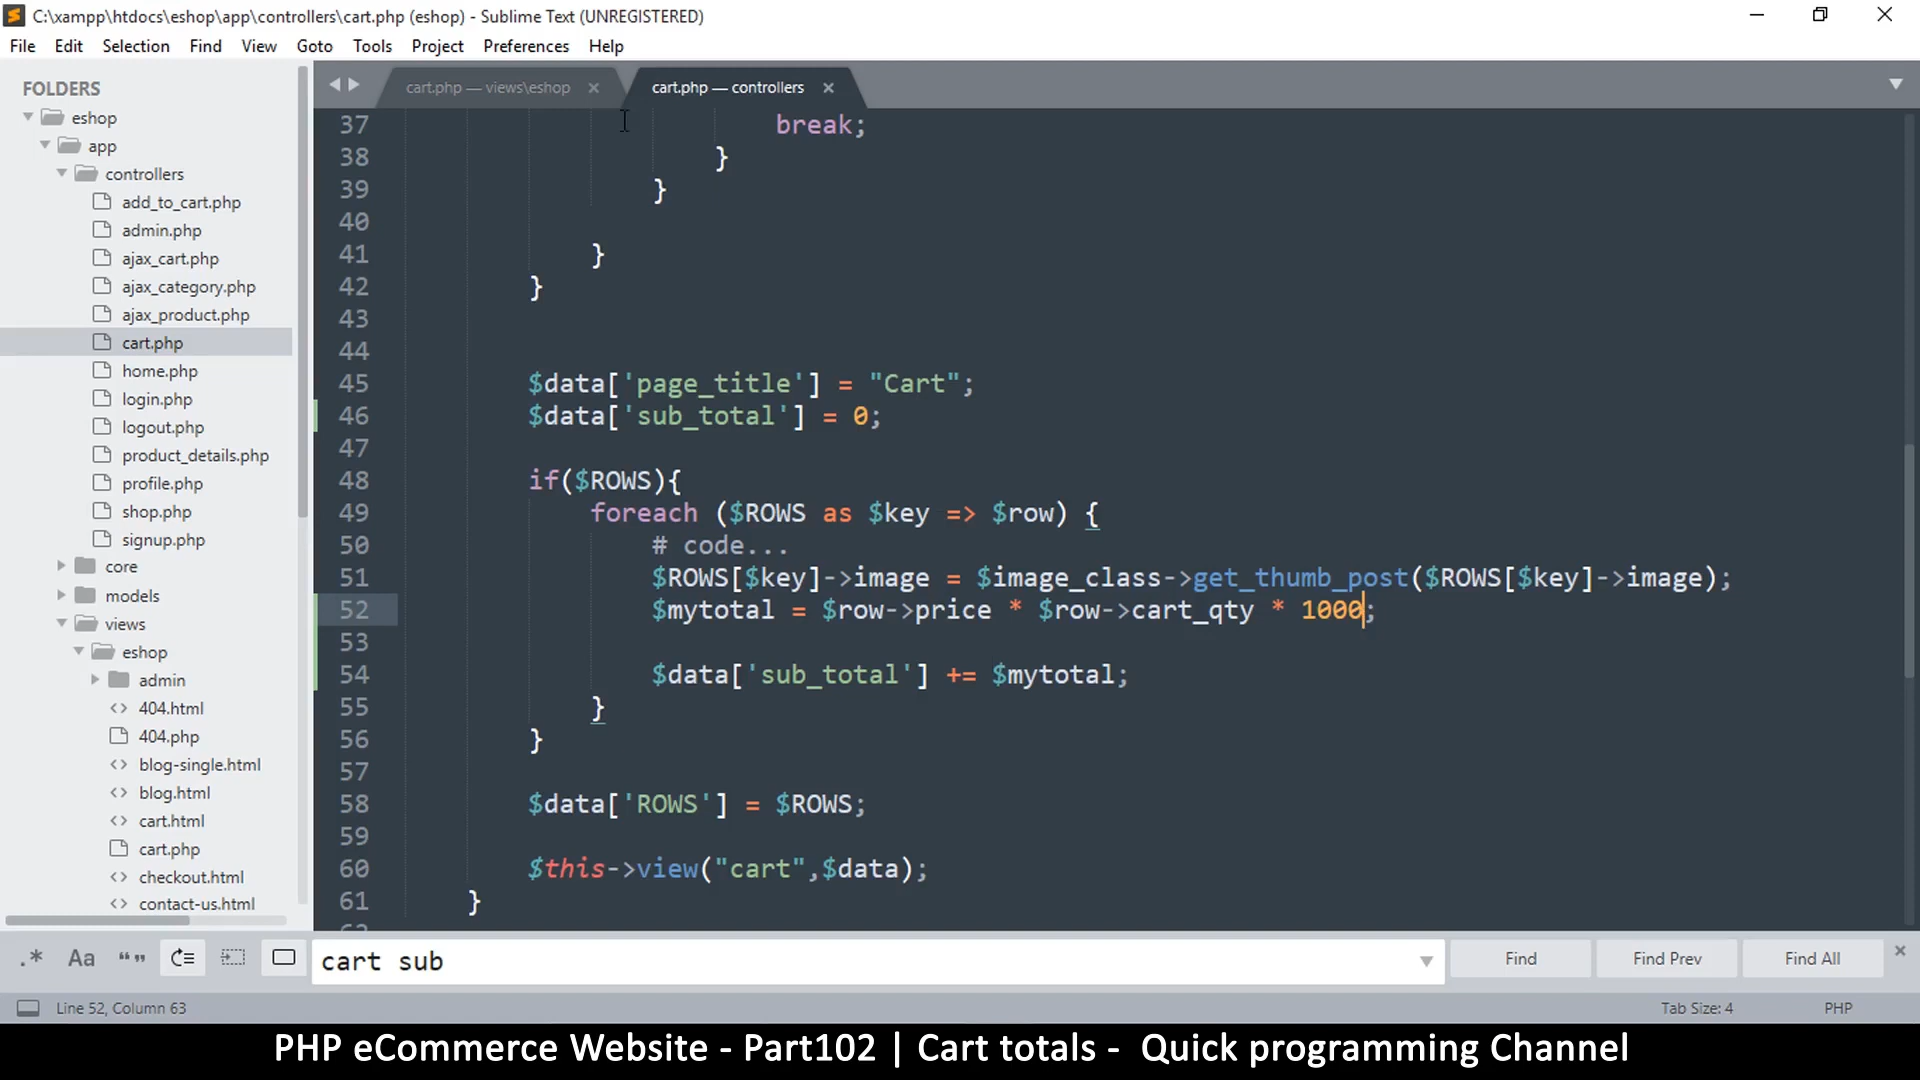 C:\xampp\htdocs\eshop\app\controllers\cart.php (eshop) - Sublime Text (UNREGISTERED)
File Edit Selection Find View Goto Tools Project Preferences Help
FOLDERS
eshop
app
controllers
add_to_cart.php
admin.php
ajax_cart.php
ajax_category.php
ajax_product.php
cart.php
home.php
login.php
logout.php
product_details.php
profile.php
shop.php
signup.php
core
models
views
eshop
admin
404.html
404.php
blog-single.html
blog.html
cart.html
cart.php
checkout.html
contact-us.html
cart.php — views\eshop cart.php — controllers
37 break;
38 }
39 }
40
41 }
42 }
43
44
45 $data['page_title'] = "Cart";
46 $data['sub_total'] = 0;
47
48 if($ROWS){
49 foreach ($ROWS as $key => $row) {
50 # code...
51 $ROWS[$key]->image = $image_class->get_thumb_post($ROWS[$key]->image);
52 $mytotal = $row->price * $row->cart_qty * 1000;
53
54 $data['sub_total'] += $mytotal;
55 }
56 }
57
58 $data['ROWS'] = $ROWS;
59
60 $this->view("cart",$data);
61 }
.* Aa “” cart sub Find Find Prev Find All
Line 52, Column 63 Tab Size: 4 PHP
PHP eCommerce Website - Part102 | Cart totals - Quick programming Channel